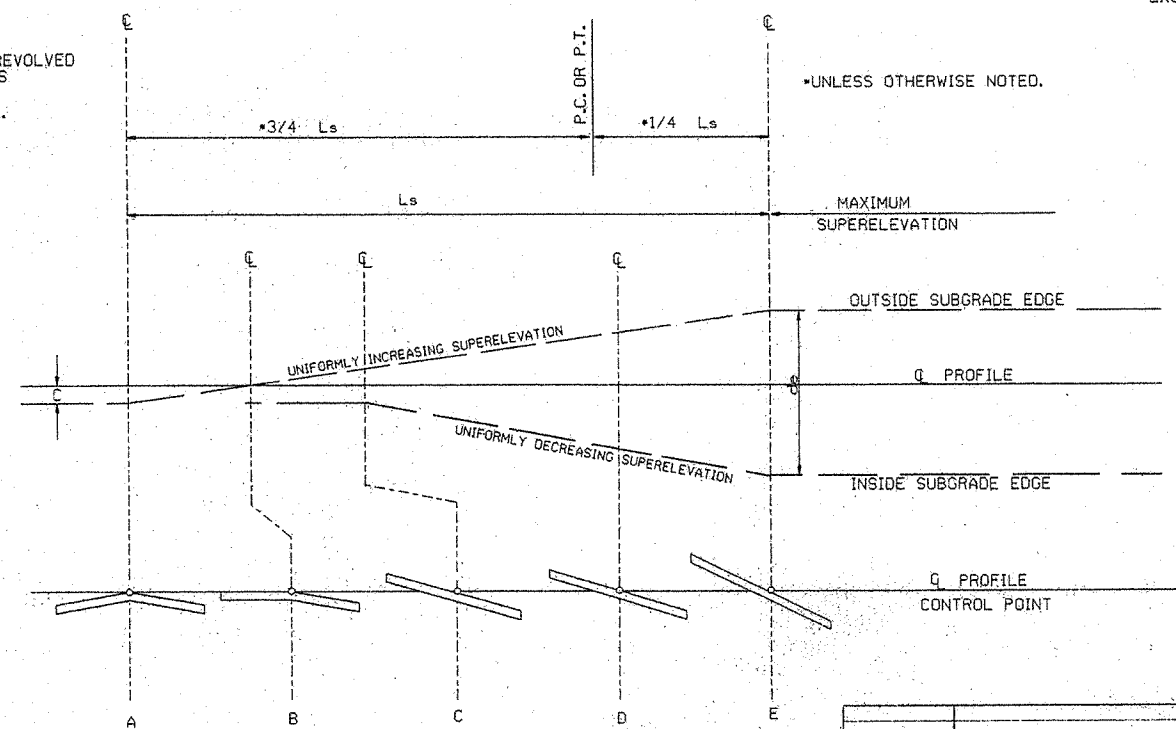 REVOLVED
℄
℄
P.C. OR P.T.
*UNLESS OTHERWISE NOTED.
*3/4 Ls
*1/4 Ls
Ls
MAXIMUM
SUPERELEVATION
℄
℄
℄
OUTSIDE SUBGRADE EDGE
UNIFORMLY INCREASING SUPERELEVATION
℄ PROFILE
C
UNIFORMLY DECREASING SUPERELEVATION
INSIDE SUBGRADE EDGE
℄ PROFILE
CONTROL POINT
A
B
C
D
E